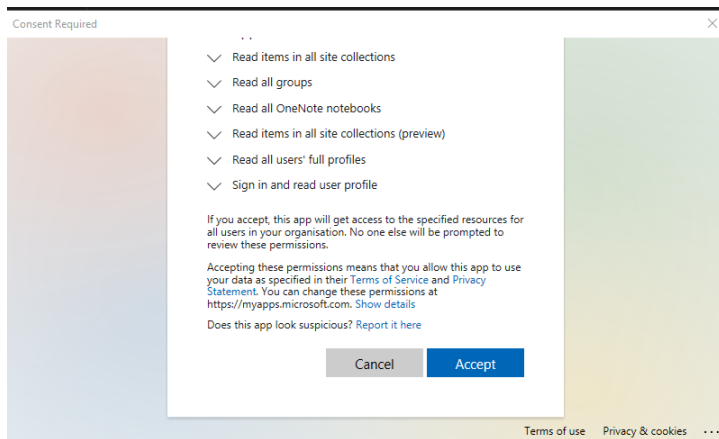 Consent Required
Read items in all site collections
Read all groups
Read all OneNote notebooks
Read items in all site collections (preview)
Read all users' full profiles
Sign in and read user profile
If you accept, this app will get access to the specified resources for
all users in your organisation. No one else will be prompted to
review these permissions.
Accepting these permissions means that you allow this app to use
your data as specified in their Terms of Service and Privacy
Statement. You can change these permissions at
https://myapps.microsoft.com. Show details
Does this app look suspicious? Report it here
Cancel Accept
Terms of use Privacy & cookies ...